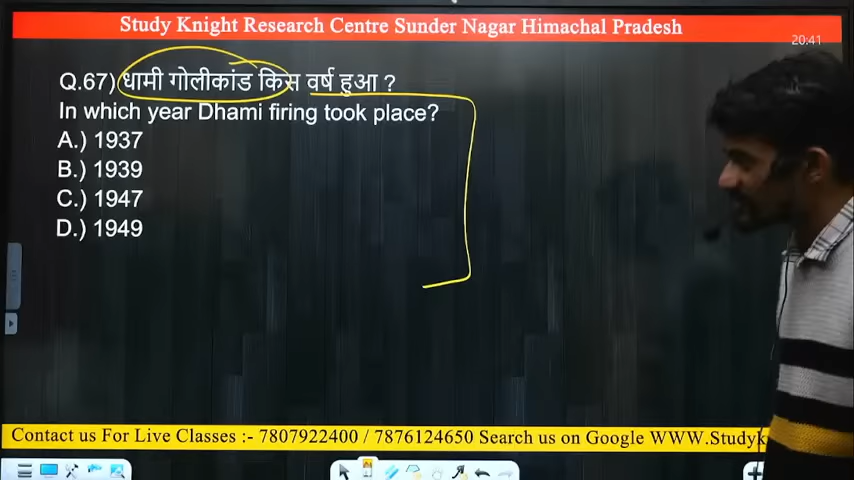 Study Knight Research Centre Sunder Nagar Himachal Pradesh
20:41
Q.67) धामी गोलीकांड किस वर्ष हुआ ?
In which year Dhami firing took place?
A.) 1937
B.) 1939
C.) 1947
D.) 1949
Contact us For Live Classes :- 7807922400 / 7876124650 Search us on Google WWW.Studyk